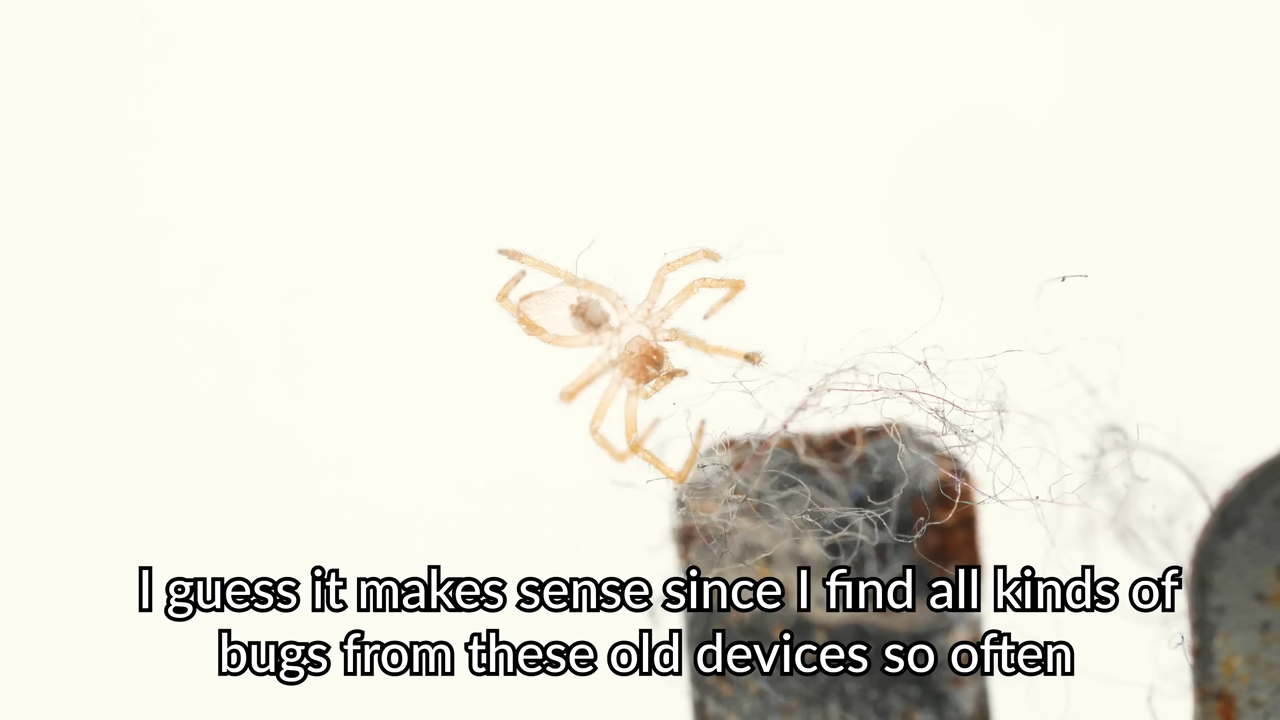 I guess it makes sense since I find all kinds of
bugs from these old devices so often